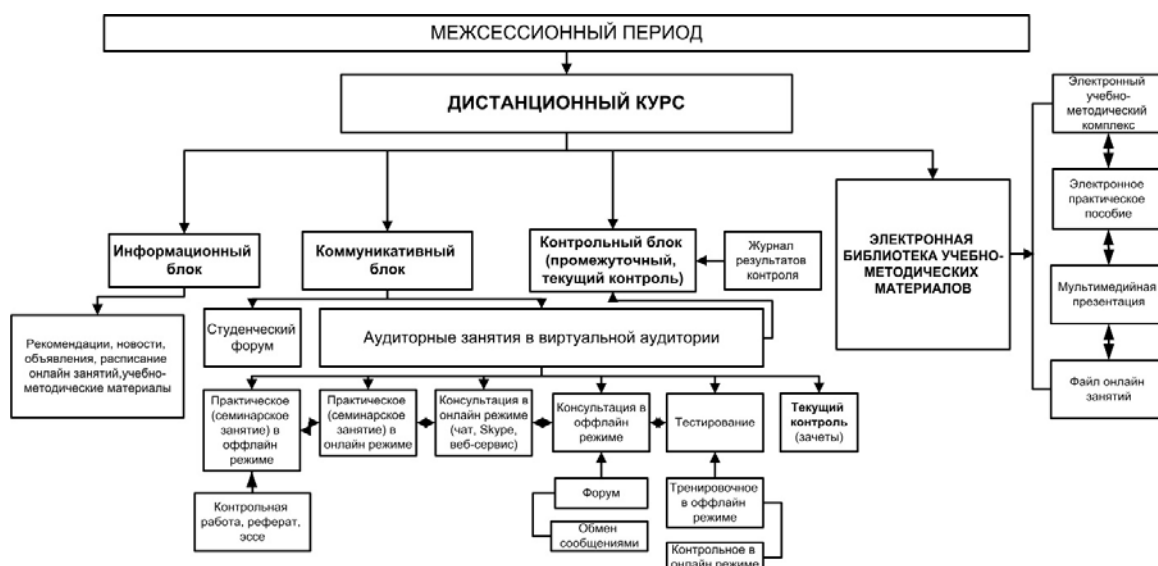 МЕЖСЕССИОННЫЙ ПЕРИОД
ДИСТАНЦИОННЫЙ КУРС
Информационный
блок
Коммуникативный
блок
Контрольный блок
(промежуточный,
текущий контроль)
Журнал
результатов
контроля
ЭЛЕКТРОННАЯ
БИБЛИОТЕКА УЧЕБНО-
МЕТОДИЧЕСКИХ
МАТЕРИАЛОВ
Электронный
учебно-
методический
комплекс
Электронное
практическое
пособие
Мультимедийная
презентация
Файл онлайн
занятий
Рекомендации, новости,
объявления, расписание
онлайн занятий,учебно-
методические материалы
Студенческий
форум
Аудиторные занятия в виртуальной аудитории
Практическое
(семинарское
занятие) в
оффлайн
режиме
Практическое
(семинарское
занятие) в
онлайн режиме
Консультация в
онлайн режиме
(чат, Skype,
веб-сервис)
Консультация в
оффлайн
режиме
Тестирование
Текущий
контроль
(зачеты)
Контрольная
работа, реферат,
эссе
Форум
Обмен
сообщениями
Тренировочное
в оффлайн
режиме
Контрольное в
онлайн режиме